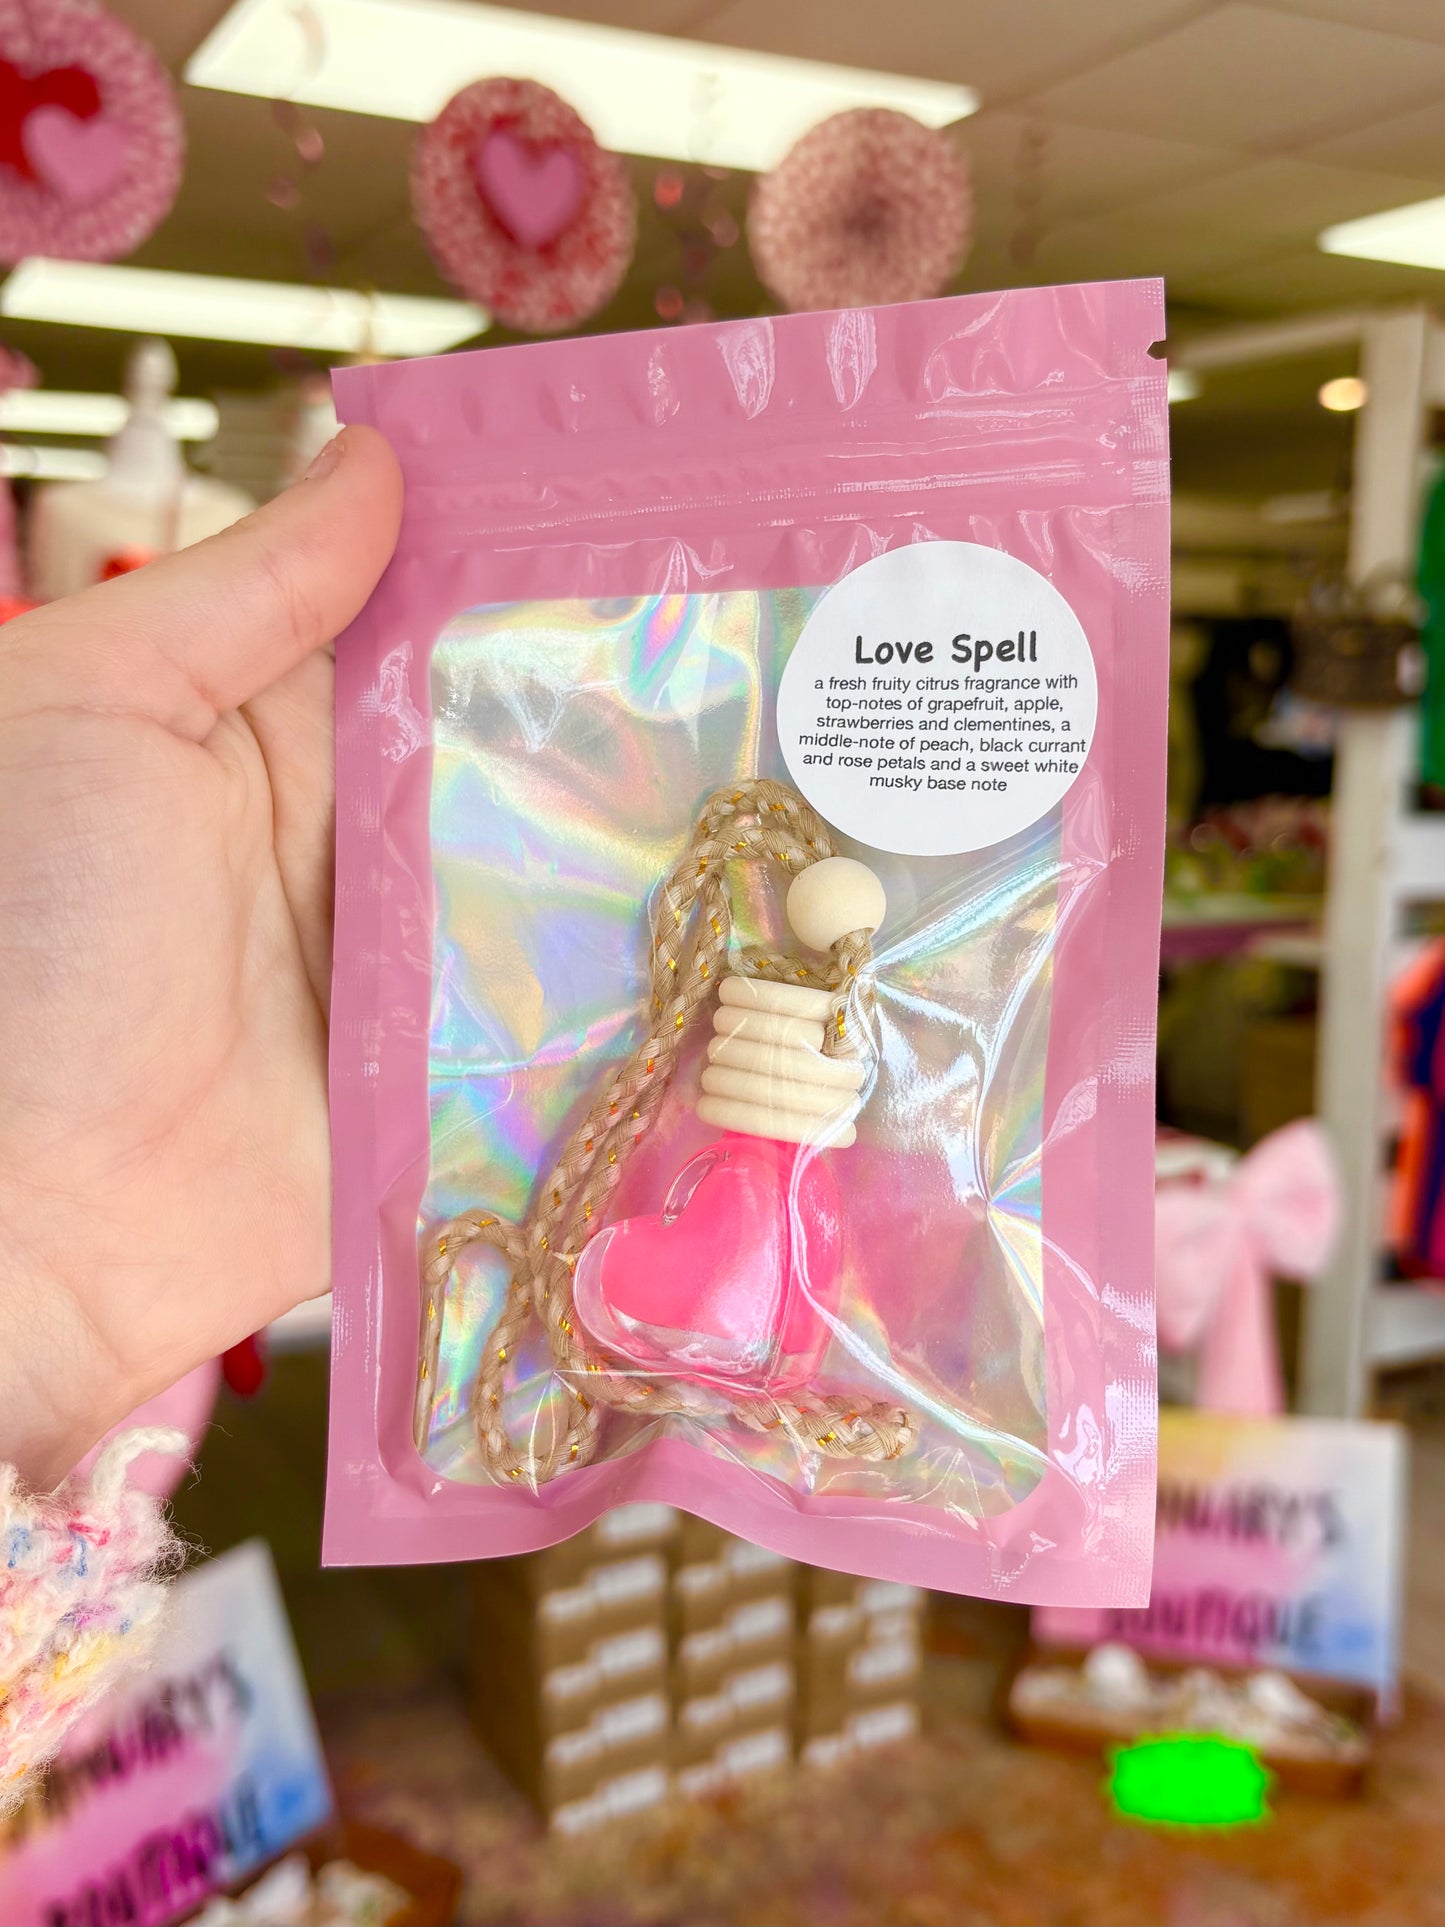 Love Spell
a fresh fruity citrus fragrance with
top-notes of grapefruit, apple,
strawberries and clementines, a
middle-note of peach, black currant
and rose petals and a sweet white
musky base note